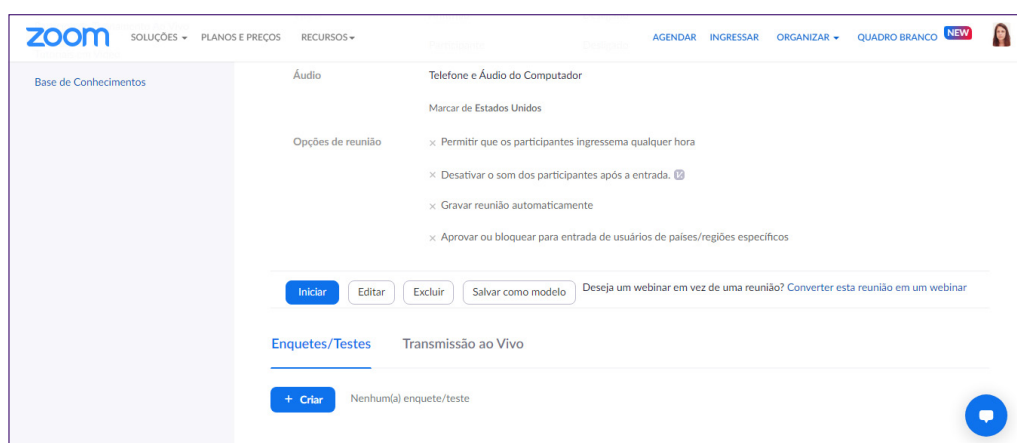 zoom SOLUÇÕES PLANOS E PREÇOS RECURSOS AGENDAR INGRESSAR ORGANIZAR QUADRO BRANCO NEW
Base de Conhecimentos
Áudio Telefone e Áudio do Computador
Marcar de Estados Unidos
Opções de reunião × Permitir que os participantes ingressema qualquer hora
× Desativar o som dos participantes após a entrada.
× Gravar reunião automaticamente
× Aprovar ou bloquear para entrada de usuários de países/regiões específicos
Iniciar Editar Excluir Salvar como modelo Deseja um webinar em vez de uma reunião? Converter esta reunião em um webinar
Enquetes/Testes Transmissão ao Vivo
+ Criar Nenhum(a) enquete/teste